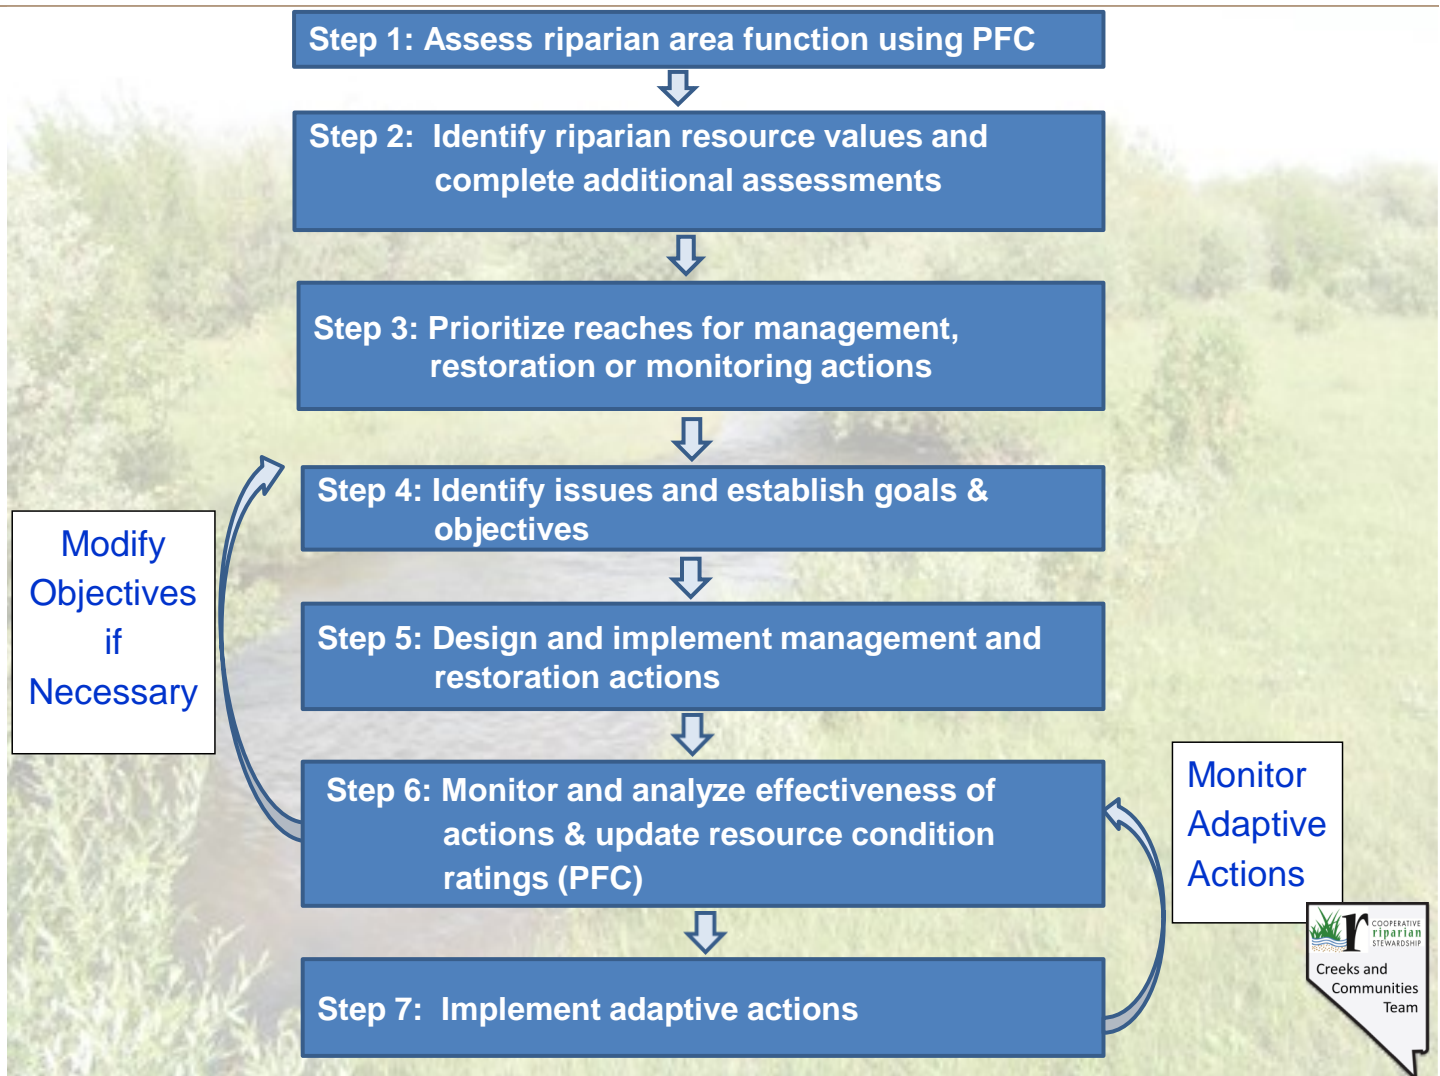 Step 1: Assess riparian area function using PFC
Step 2: Identify riparian resource values and
complete additional assessments
Step 3: Prioritize reaches for management,
restoration or monitoring actions
Step 4: Identify issues and establish goals &
objectives
Modify
Objectives
if
Necessary
Step 5: Design and implement management and
restoration actions
Step 6: Monitor and analyze effectiveness of
actions & update resource condition
ratings (PFC)
Monitor
Adaptive
Actions
Step 7: Implement adaptive actions
r
COOPERATIVE
riparian
STEWARDSHIP
Creeks and
Communities
Team